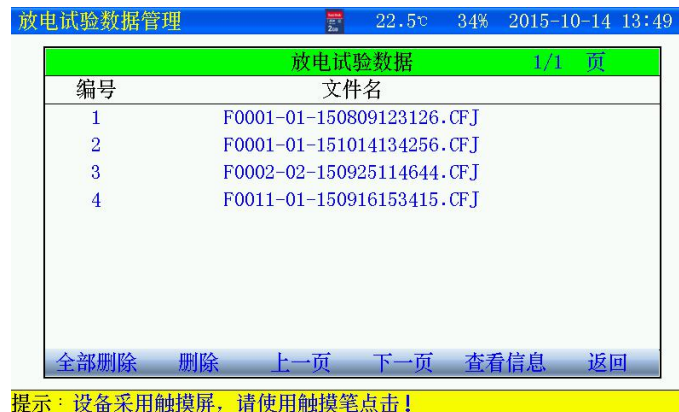 放电试验数据管理 22.5℃ 34% 2015-10-14 13:49
放电试验数据 1/1 页
编号 文件名
1 F0001-01-150809123126.CFJ
2 F0001-01-151014134256.CFJ
3 F0002-02-150925114644.CFJ
4 F0011-01-150916153415.CFJ
全部删除 删除 上一页 下一页 查看信息 返回
提示：设备采用触摸屏，请使用触摸笔点击！